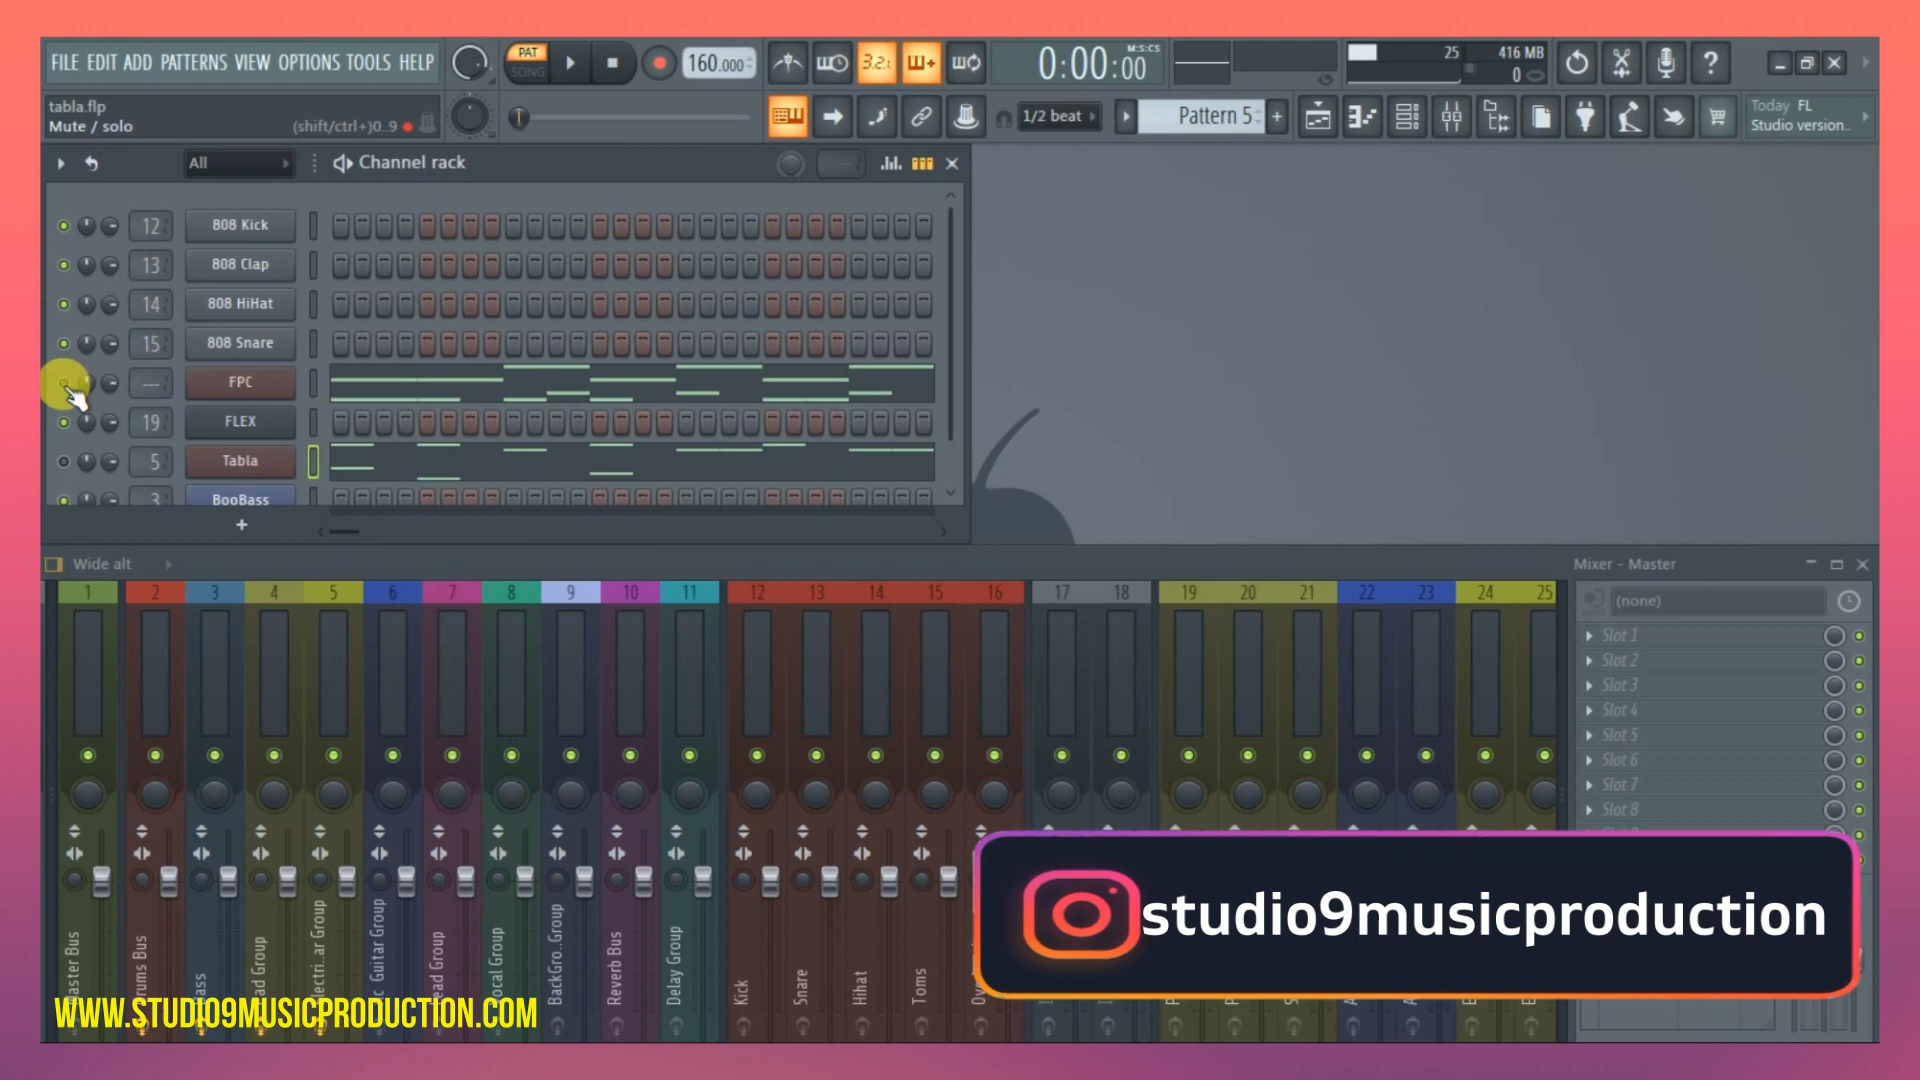 FILE EDIT ADD PATTERNS VIEW OPTIONS TOOLS HELP
PAT
SONG
160.000
3.2.
0:00:00
M:S:CS
25
416 MB
0
tabla.flp
Mute / solo
(shift/ctrl+)0..9
1/2 beat
Pattern 5
Today FL
Studio version..
All
Channel rack
12 808 Kick
13 808 Clap
14 808 HiHat
15 808 Snare
--- FPC
19 FLEX
5 Tabla
3 BooBass
+
Wide alt
Mixer - Master
1 2 3 4 5 6 7 8 9 10 11 12 13 14 15 16 17 18 19 20 21 22 23 24 25
(none)
Slot 1
Slot 2
Slot 3
Slot 4
Slot 5
Slot 6
Slot 7
Slot 8
BackGro..Group
Reverb Bus
Delay Group
Kick
Snare
Hihat
Toms
studio9musicproduction
WWW.STUDIO9MUSICPRODUCTION.COM